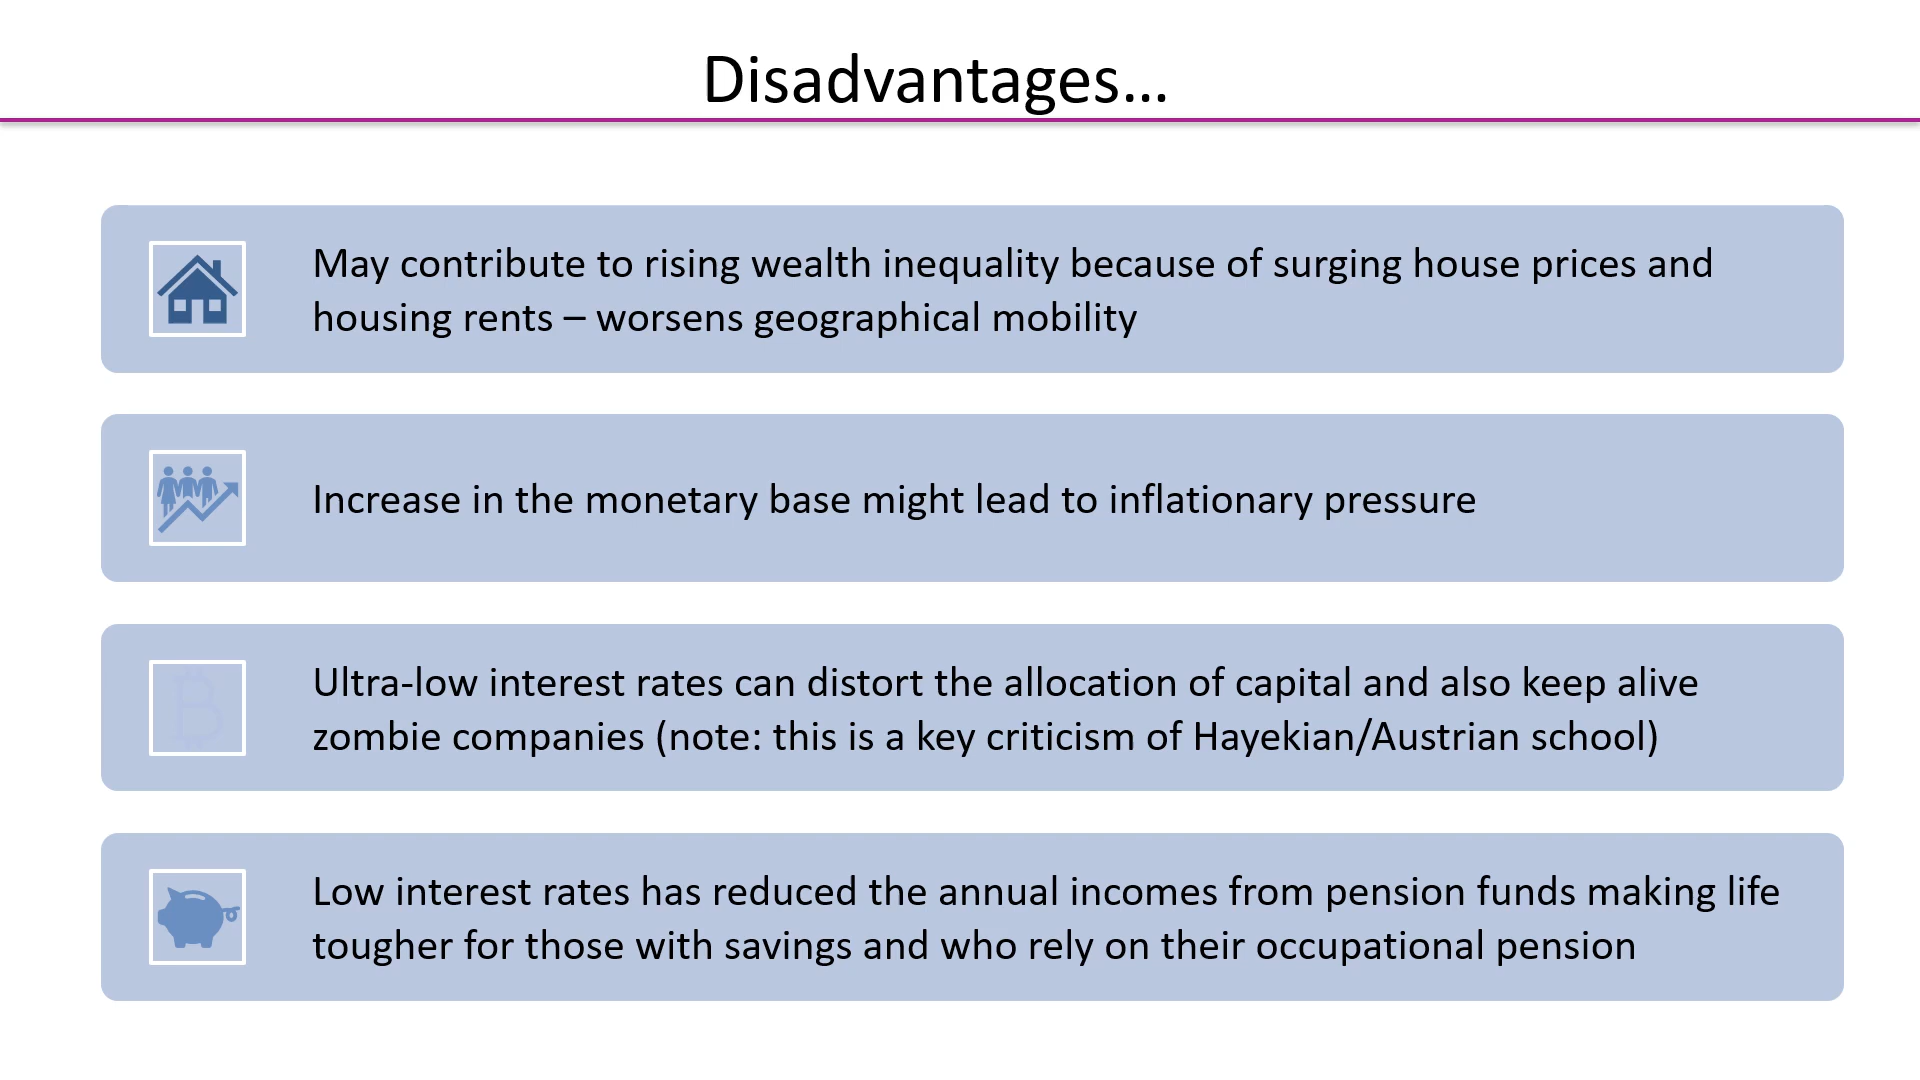 Disadvantages...
May contribute to rising wealth inequality because of surging house prices and
housing rents – worsens geographical mobility
Increase in the monetary base might lead to inflationary pressure
Ultra-low interest rates can distort the allocation of capital and also keep alive
zombie companies (note: this is a key criticism of Hayekian/Austrian school)
Low interest rates has reduced the annual incomes from pension funds making life
tougher for those with savings and who rely on their occupational pension